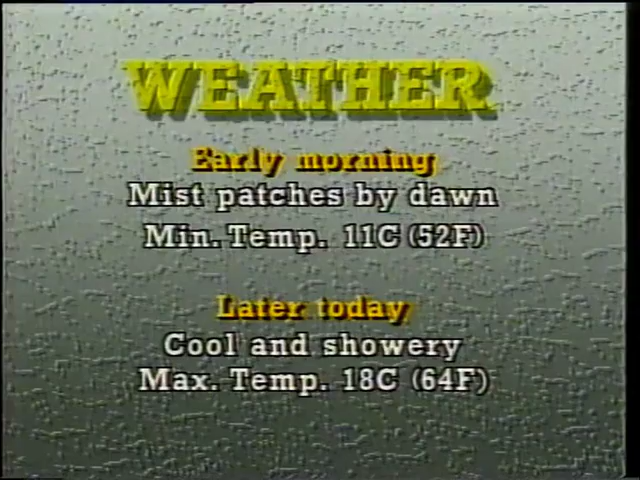 WEATHER
Early morning
Mist patches by dawn
Min. Temp. 11C (52F)
Later today
Cool and showery
Max. Temp. 18C (64F)